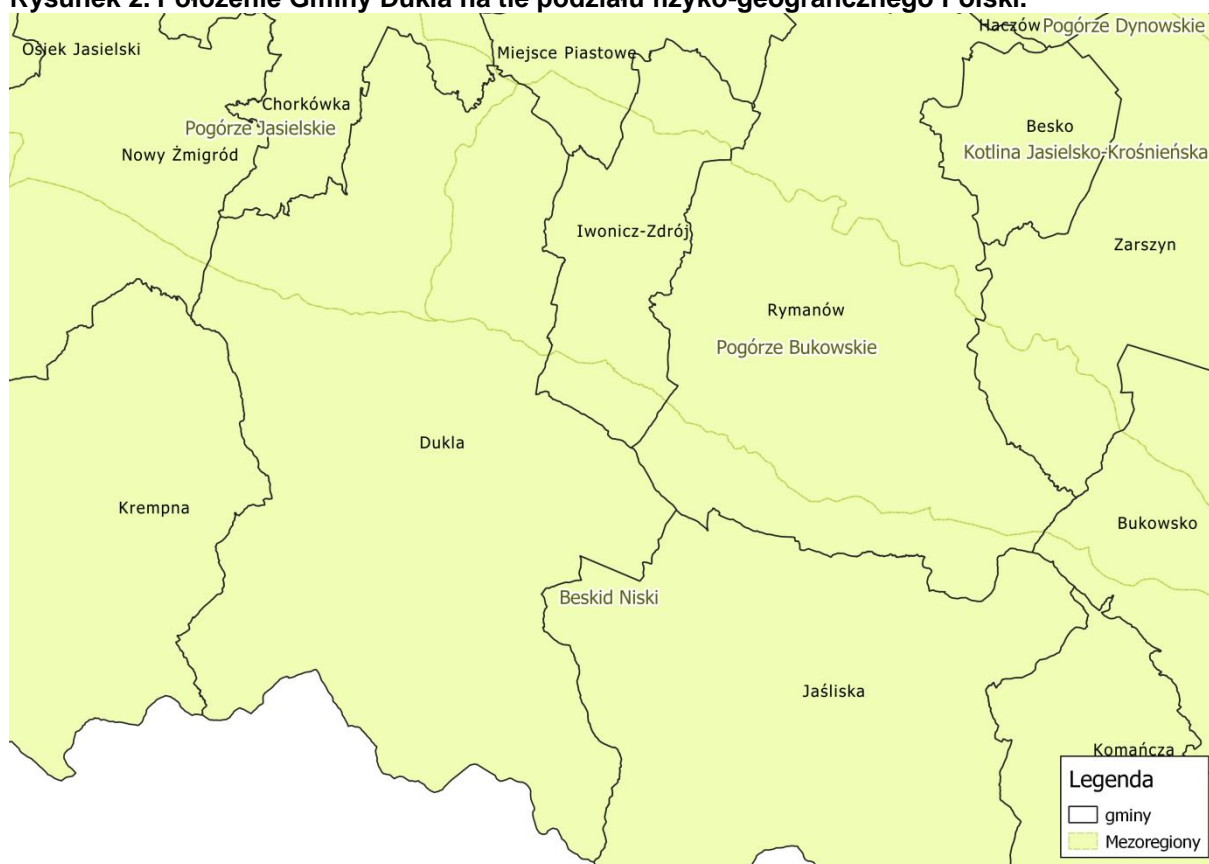 Rysunek 2. Położenie Gminy Dukla na tle podziału fizyko-geograficznego Polski.
Haczów Pogórze Dynowskie
Osiek Jasielski
Miejsce Piastowe
Chorkówka
Pogórze Jasielskie
Besko
Nowy Żmigród
Kotlina Jasielsko-Krośnieńska
Iwonicz-Zdrój
Zarszyn
Rymanów
Pogórze Bukowskie
Dukla
Krempna
Bukowsko
Beskid Niski
Jaśliska
Komańcza
Legenda
gminy
Mezoregiony